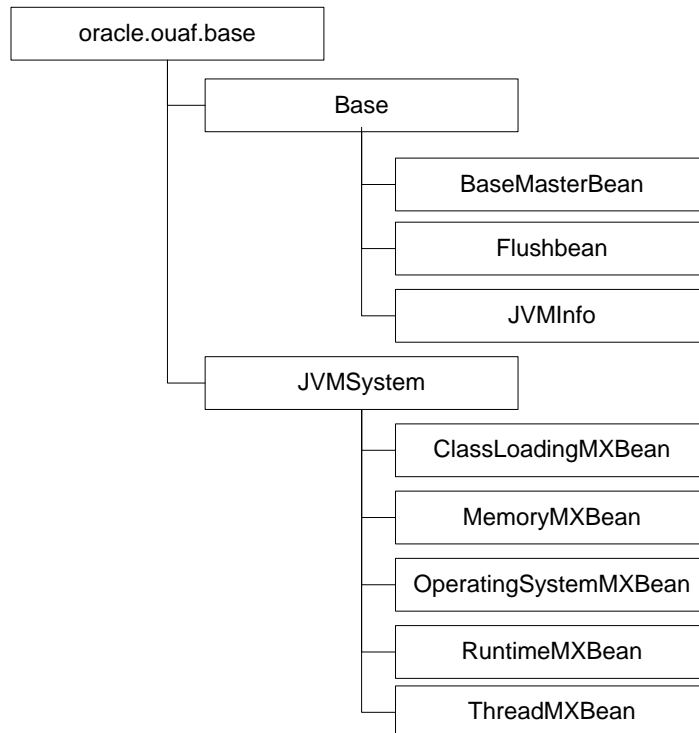 oracle.ouaf.base
Base
BaseMasterBean
Flushbean
JVMInfo
JVMSystem
ClassLoadingMXBean
MemoryMXBean
OperatingSystemMXBean
RuntimeMXBean
ThreadMXBean